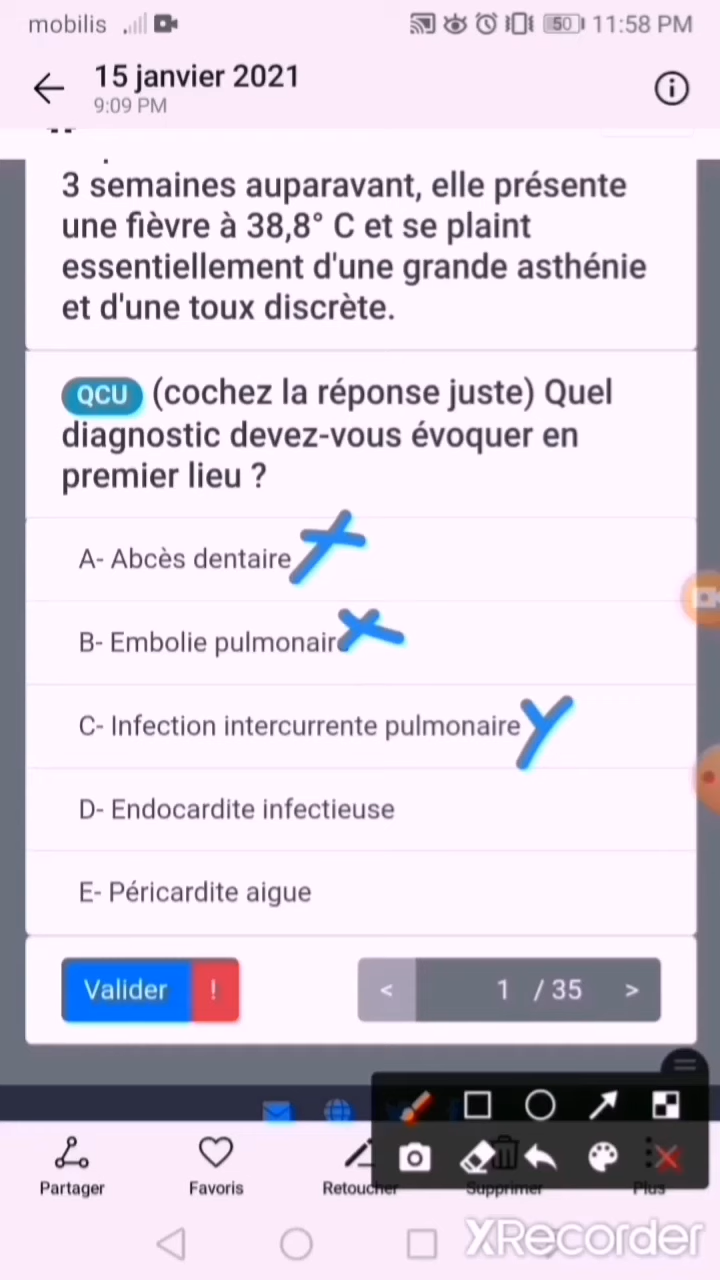 mobilis
50 11:58 PM
15 janvier 2021
9:09 PM
3 semaines auparavant, elle présente
une fièvre à 38,8° C et se plaint
essentiellement d'une grande asthénie
et d'une toux discrète.
QCU (cochez la réponse juste) Quel
diagnostic devez-vous évoquer en
premier lieu ?
A- Abcès dentaire
B- Embolie pulmonaire
C- Infection intercurrente pulmonaire
D- Endocardite infectieuse
E- Péricardite aigue
Valider !
< 1 / 35 >
Partager
Favoris
Retoucher
Supprimer
Plus
XRecorder